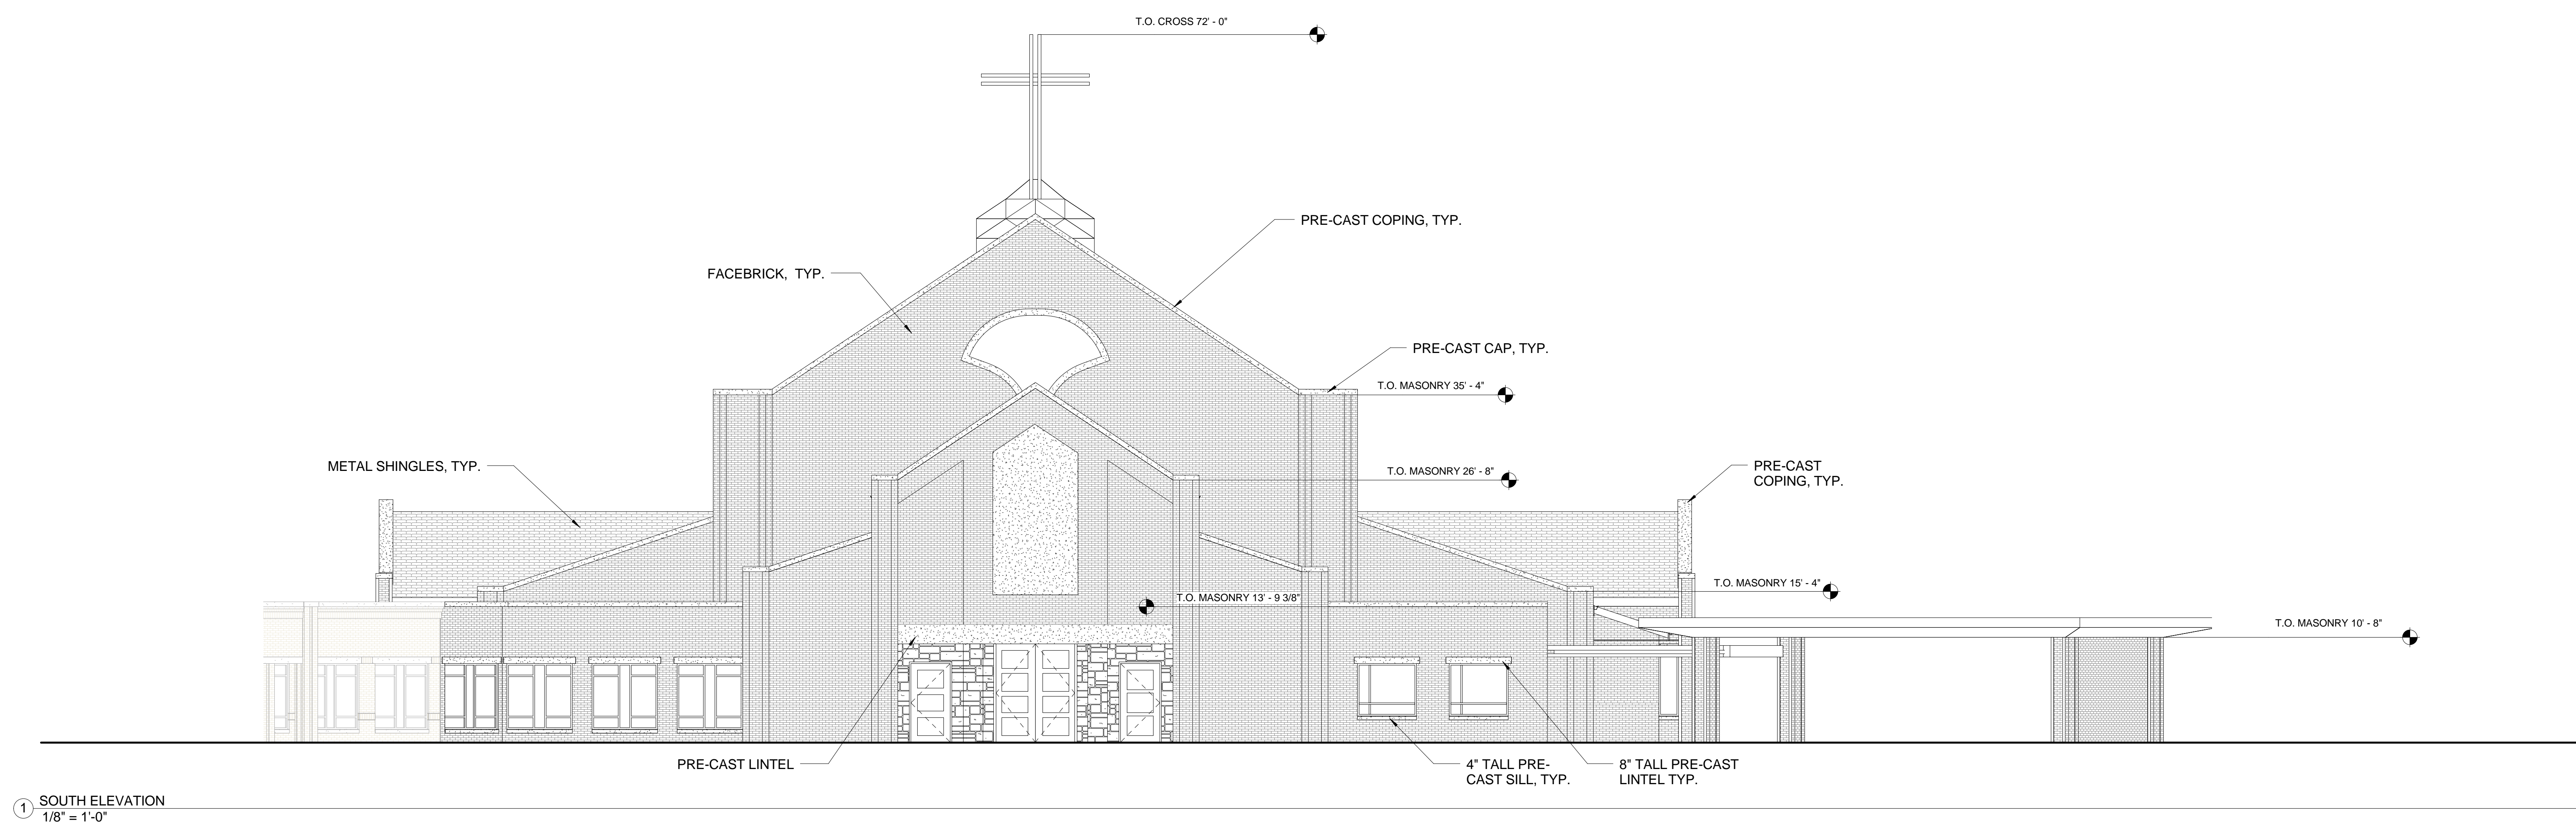 T.O. CROSS 72' - 0"
PRE-CAST COPING, TYP.
FACEBRICK, TYP.
PRE-CAST CAP, TYP.
T.O. MASONRY 35' - 4"
METAL SHINGLES, TYP.
T.O. MASONRY 26' - 8"
PRE-CAST
COPING, TYP.
T.O. MASONRY 15' - 4"
T.O. MASONRY 13' - 9 3/8"
T.O. MASONRY 10' - 8"
PRE-CAST LINTEL
4" TALL PRE-
CAST SILL, TYP.
8" TALL PRE-CAST
LINTEL TYP.
1
SOUTH ELEVATION
1/8" = 1'-0"